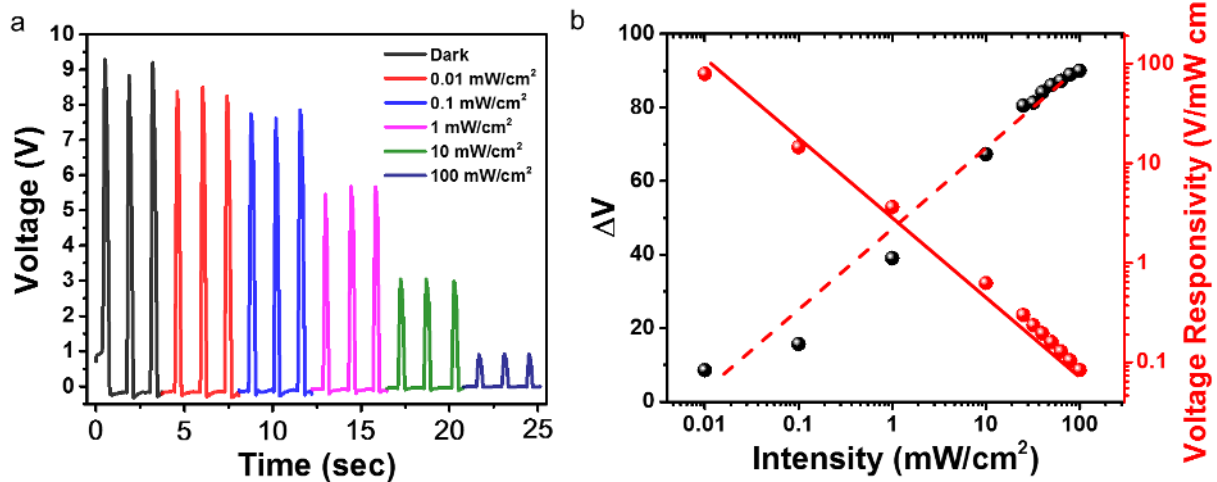 a
10
9
8
7
6
5
4
3
2
1
0
Voltage (V)
Dark
0.01 mW/cm²
0.1 mW/cm²
1 mW/cm²
10 mW/cm²
100 mW/cm²
0 5 10 15 20 25
Time (sec)
b
100
80
60
40
20
0
ΔV
0.01 0.1 1 10 100
Intensity (mW/cm²)
100
10
1
0.1
Voltage Responsivity (V/mW cm